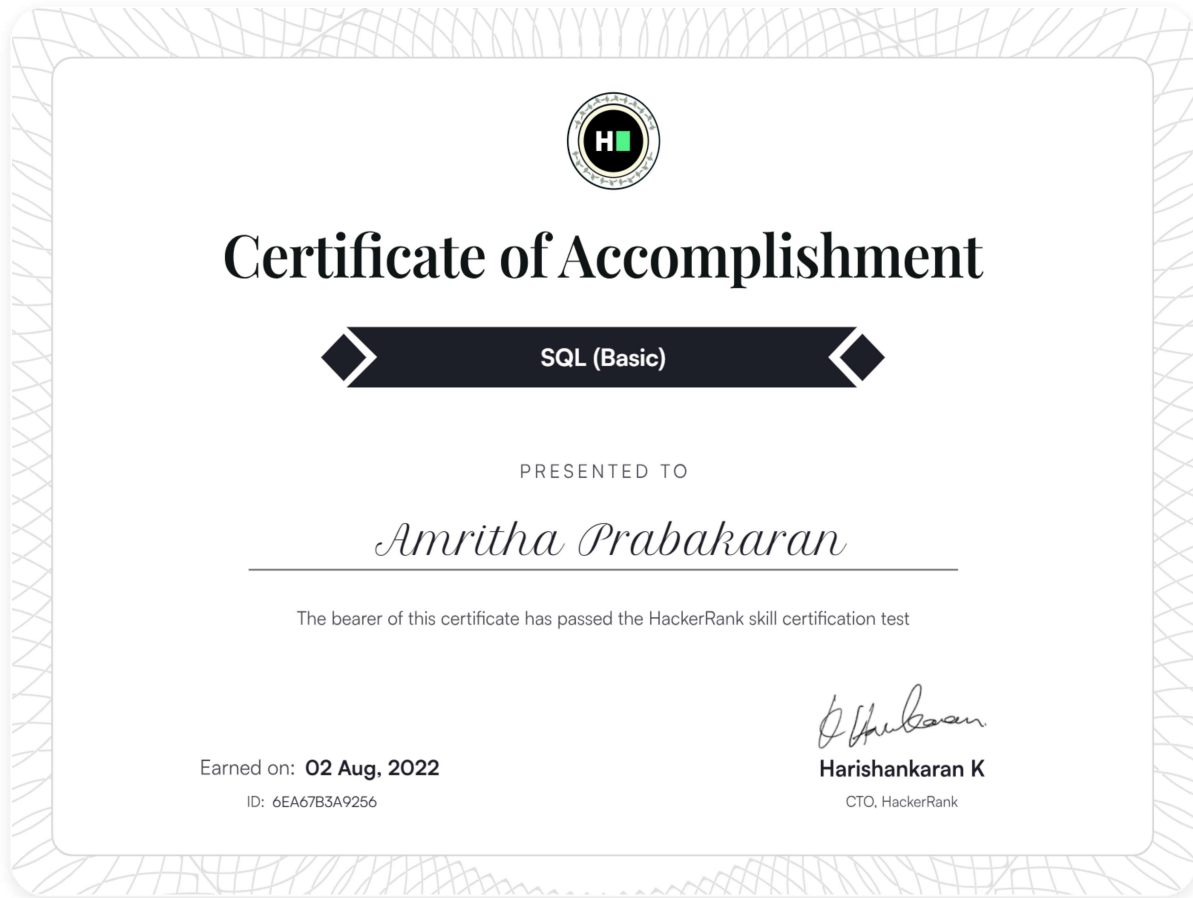 H
Certificate of Accomplishment
SQL (Basic)
PRESENTED TO
Amritha Prabakaran
The bearer of this certificate has passed the HackerRank skill certification test
Earned on: 02 Aug, 2022
ID: 6EA67B3A9256
Harishankaran K
CTO, HackerRank